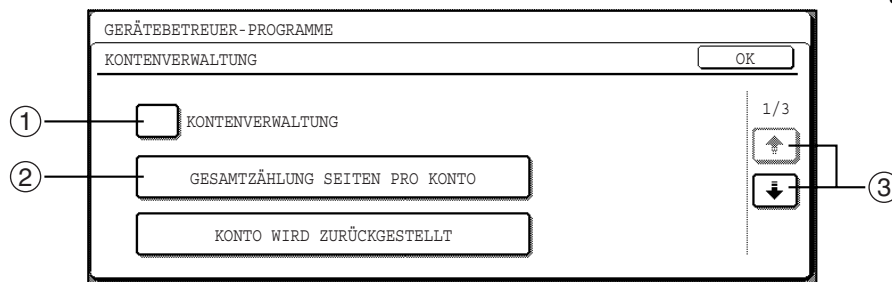 GERÄTEBETREUER-PROGRAMME
KONTENVERWALTUNG
OK
1 KONTENVERWALTUNG
1/3
2 GESAMTZÄHLUNG SEITEN PRO KONTO
3
KONTO WIRD ZURÜCKGESTELLT